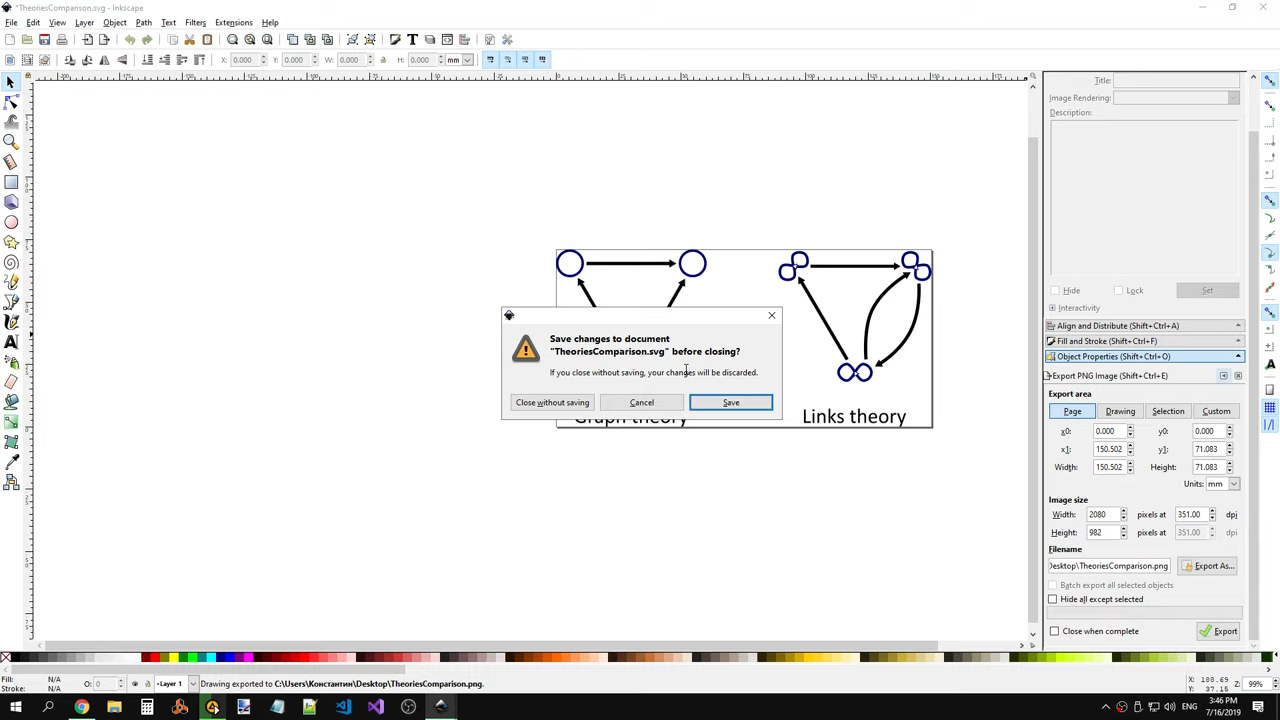 *TheoriesComparison.svg - Inkscape
File Edit View Layer Object Path Text Filters Extensions Help
X: 0.000 Y: 0.000 W: 0.000 H: 0.000 mm
Title:
Image Rendering:
Description:
Hide Lock Set
Interactivity
Align and Distribute (Shift+Ctrl+A)
Fill and Stroke (Shift+Ctrl+F)
Object Properties (Shift+Ctrl+O)
Export PNG Image (Shift+Ctrl+E)
Export area
Page Drawing Selection Custom
x0: 0.000 y0: 0.000
x1: 150.502 y1: 71.083
Width: 150.502 Height: 71.083
Units: mm
Image size
Width: 2080 pixels at 351.00 dpi
Height: 982 pixels at 351.00 dpi
Filename
Desktop\TheoriesComparison.png Export As...
Batch export all selected objects
Hide all except selected
Close when complete Export
Save changes to document
"TheoriesComparison.svg" before closing?
If you close without saving, your changes will be discarded.
Close without saving Cancel Save
Graph theory Links theory
Fill: N/A
Stroke: N/A
O: 0
Layer 1
Drawing exported to C:\Users\Константин\Desktop\TheoriesComparison.png.
X: 188.69
Y: 37.15
Z: 99%
3:46 PM
7/16/2019